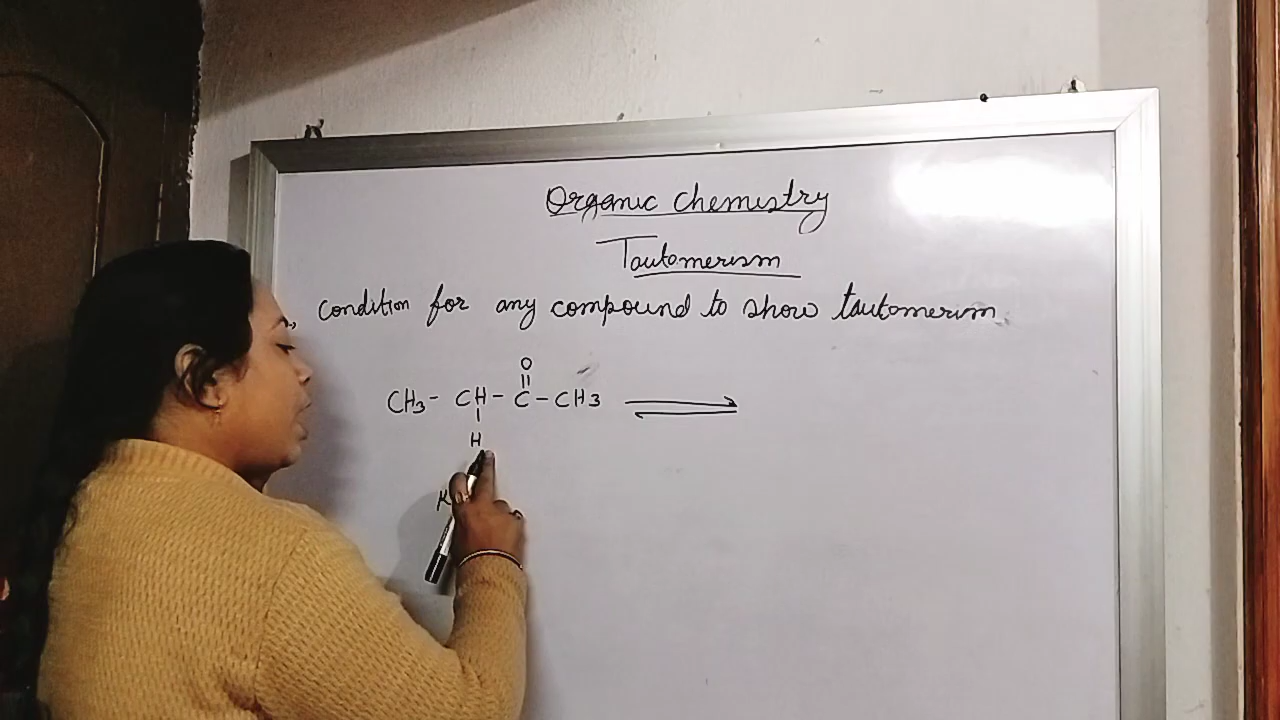 Organic chemistry
Tautomerism
condition for any compound to show tautomerism
O
CH3- CH - C - CH3
H